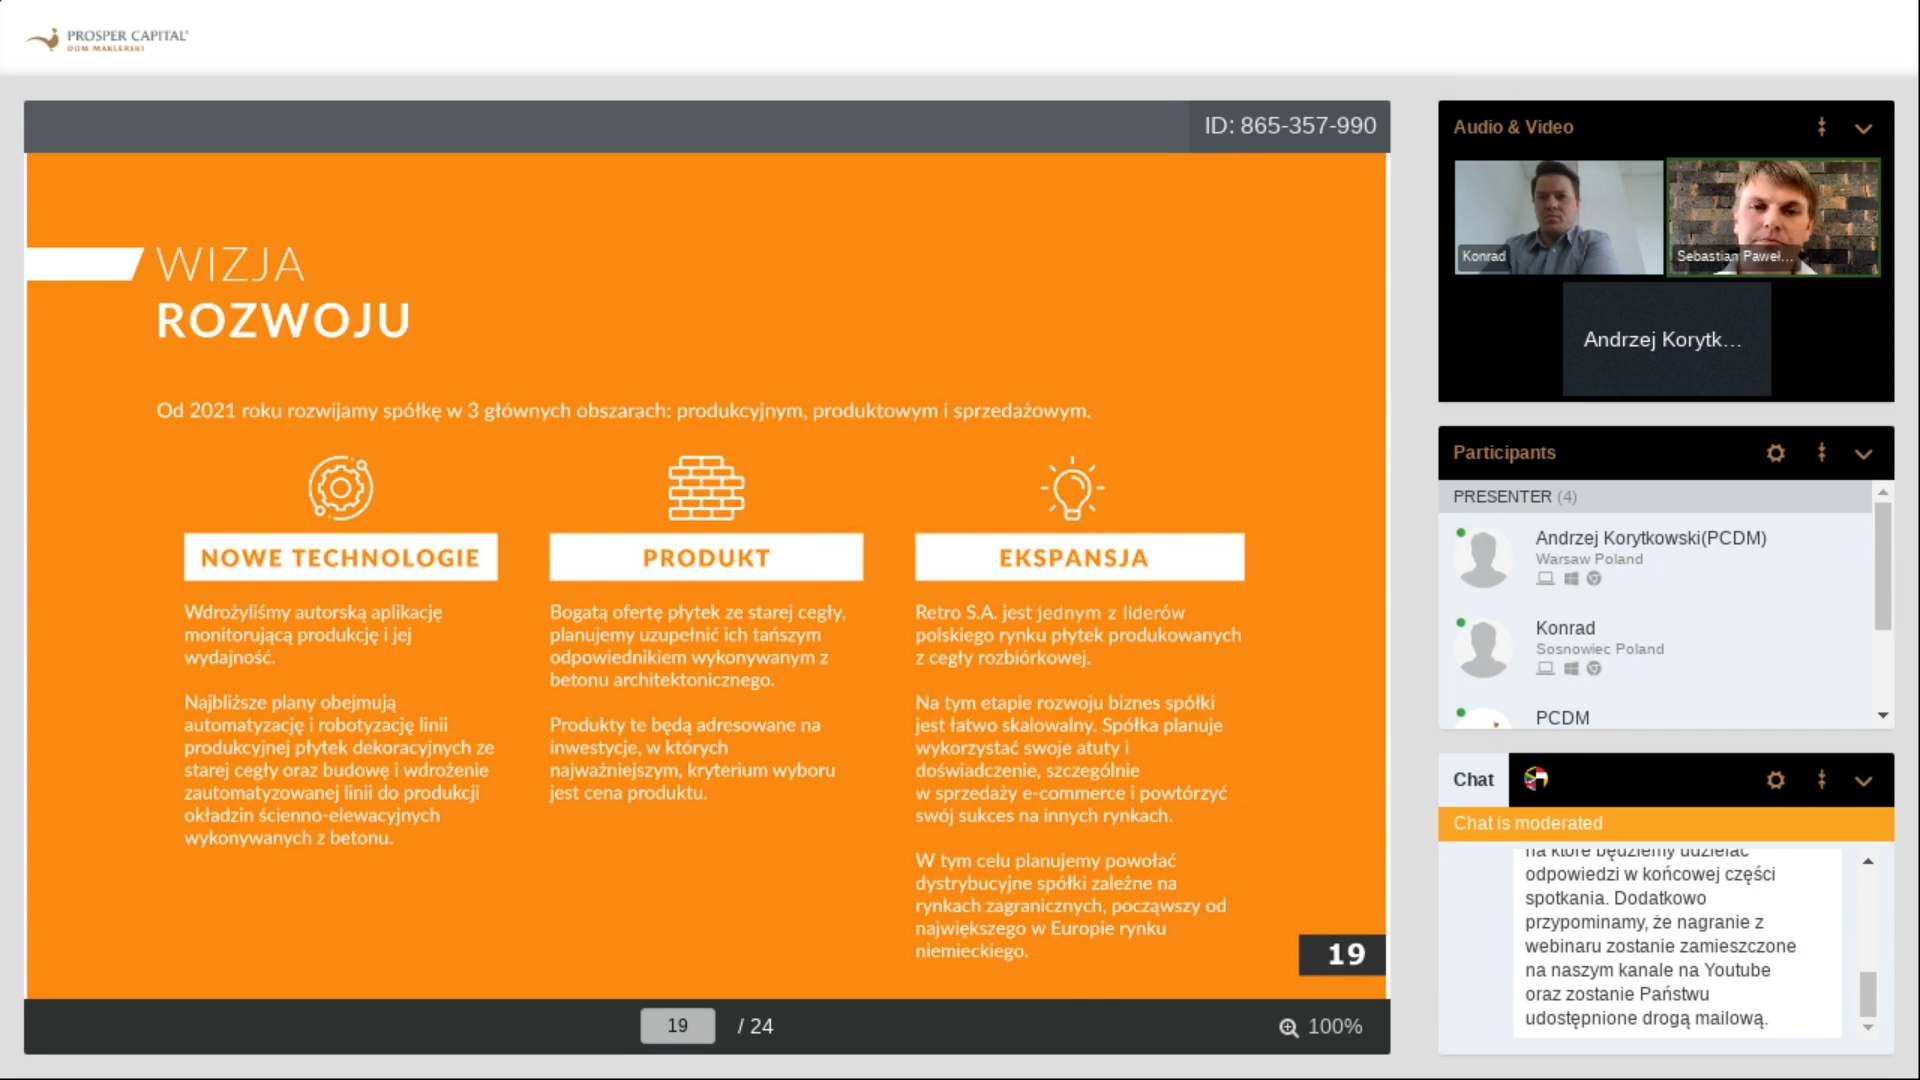 PROSPER CAPITAL®
DOM MAKLERSKI
ID: 865-357-990
WIZJA
ROZWOJU
Od 2021 roku rozwijamy spółkę w 3 głównych obszarach: produkcyjnym, produktowym i sprzedażowym.
NOWE TECHNOLOGIE
Wdrożyliśmy autorską aplikację
monitorującą produkcję i jej
wydajność.
Najbliższe plany obejmują
automatyzację i robotyzację linii
produkcyjnej płytek dekoracyjnych ze
starej cegły oraz budowę i wdrożenie
zautomatyzowanej linii do produkcji
okładzin ścienno-elewacyjnych
wykonywanych z betonu.
PRODUKT
Bogatą ofertę płytek ze starej cegły,
planujemy uzupełnić ich tańszym
odpowiednikiem wykonywanym z
betonu architektonicznego.
Produkty te będą adresowane na
inwestycje, w których
najważniejszym, kryterium wyboru
jest cena produktu.
EKSPANSJA
Retro S.A. jest jednym z liderów
polskiego rynku płytek produkowanych
z cegły rozbiórkowej.
Na tym etapie rozwoju biznes spółki
jest łatwo skalowalny. Spółka planuje
wykorzystać swoje atuty i
doświadczenie, szczególnie
w sprzedaży e-commerce i powtórzyć
swój sukces na innych rynkach.
W tym celu planujemy powołać
dystrybucyjne spółki zależne na
rynkach zagranicznych, począwszy od
największego w Europie rynku
niemieckiego.
19
19 / 24
100%
Audio & Video
Konrad
Sebastian Paweł...
Andrzej Korytk...
Participants
PRESENTER (4)
Andrzej Korytkowski(PCDM)
Warsaw Poland
Konrad
Sosnowiec Poland
PCDM
Chat
Chat is moderated
na które będziemy udzielać
odpowiedzi w końcowej części
spotkania. Dodatkowo
przypominamy, że nagranie z
webinaru zostanie zamieszczone
na naszym kanale na Youtube
oraz zostanie Państwu
udostępnione drogą mailową.